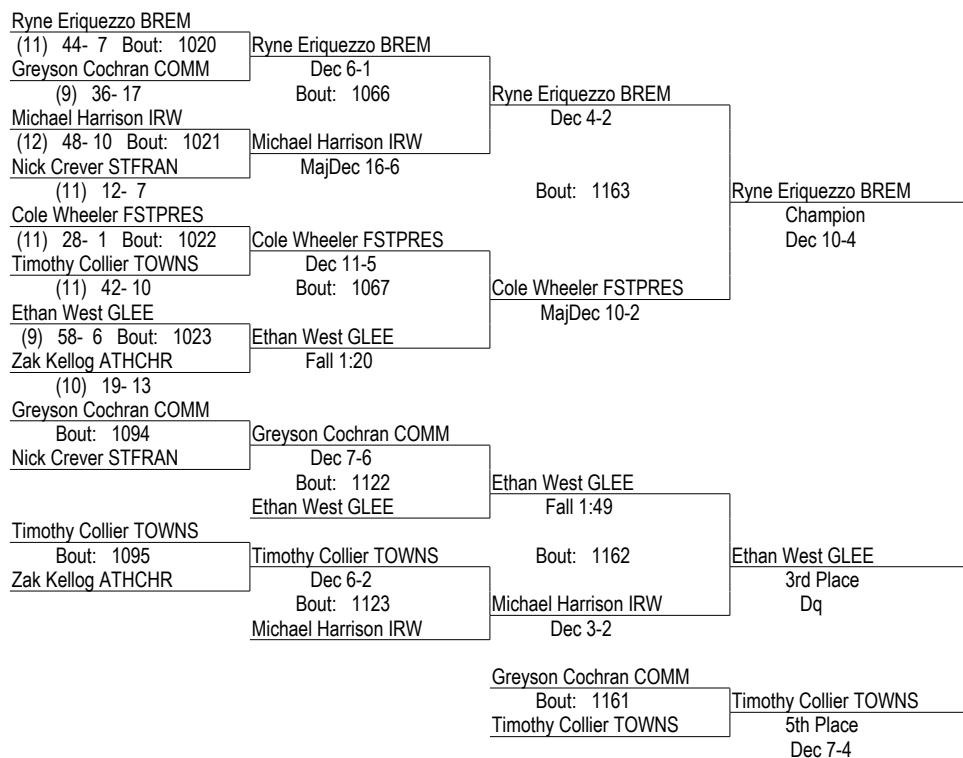 Ryne Eriquezzo BREM
(11) 44- 7 Bout: 1020
Greyson Cochran COMM
(9) 36- 17
Michael Harrison IRW
(12) 48- 10 Bout: 1021
Nick Crever STFRAN
(11) 12- 7
Cole Wheeler FSTPRES
(11) 28- 1 Bout: 1022
Timothy Collier TOWNS
(11) 42- 10
Ethan West GLEE
(9) 58- 6 Bout: 1023
Zak Kellog ATHCHR
(10) 19- 13
Ryne Eriquezzo BREM
Dec 6-1
Bout: 1066
Michael Harrison IRW
MajDec 16-6
Cole Wheeler FSTPRES
Dec 11-5
Bout: 1067
Ethan West GLEE
Fall 1:20
Ryne Eriquezzo BREM
Dec 4-2
Bout: 1163
Cole Wheeler FSTPRES
MajDec 10-2
Ryne Eriquezzo BREM
Champion
Dec 10-4
Greyson Cochran COMM
Bout: 1094
Nick Crever STFRAN
Timothy Collier TOWNS
Bout: 1095
Zak Kellog ATHCHR
Greyson Cochran COMM
Dec 7-6
Bout: 1122
Ethan West GLEE
Timothy Collier TOWNS
Dec 6-2
Bout: 1123
Michael Harrison IRW
Ethan West GLEE
Fall 1:49
Bout: 1162
Michael Harrison IRW
Dec 3-2
Ethan West GLEE
3rd Place
Dq
Greyson Cochran COMM
Bout: 1161
Timothy Collier TOWNS
Timothy Collier TOWNS
5th Place
Dec 7-4